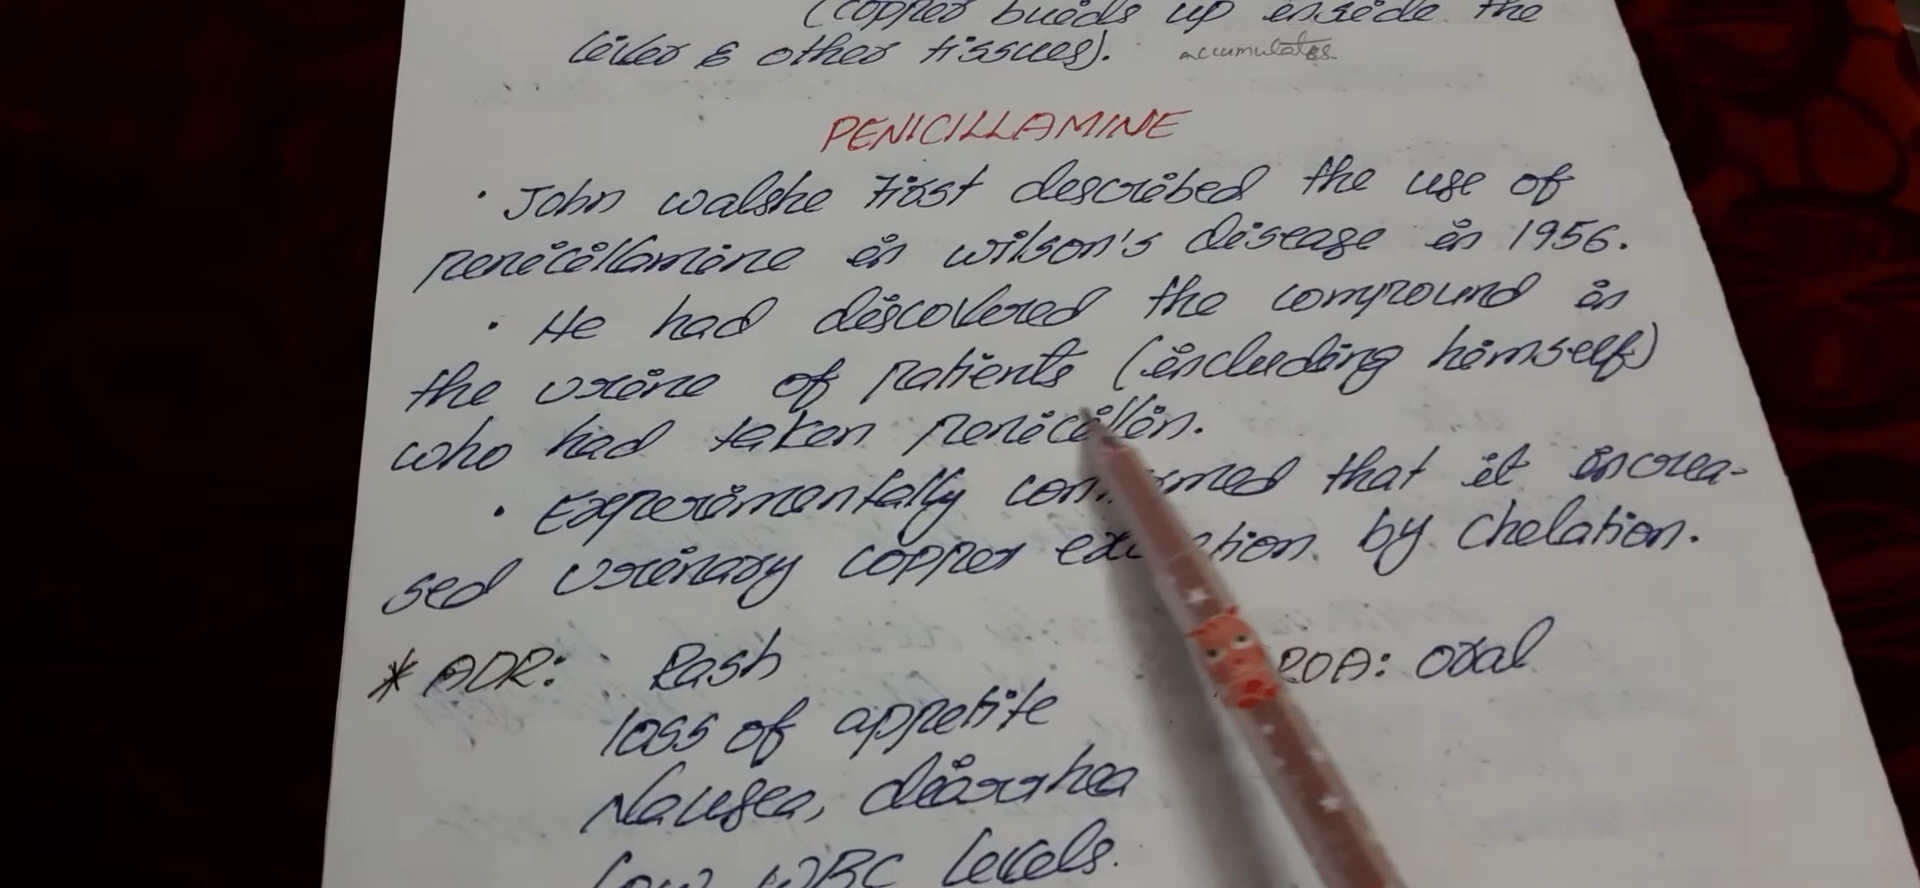 (copper builds up inside the
liver & other tissues). accumulates
PENICILLAMINE
• John walshe first described the use of
penicillamine in wilson's disease in 1956.
• He had discovered the compound in
the urine of patients (including himself)
who had taken penicillin.
• Experimentally confirmed that it increa-
sed urinary copper excretion by chelation.
* ADR: Rash ROA: oral
loss of appetite
Nausea, diarrhea
low WBC levels.